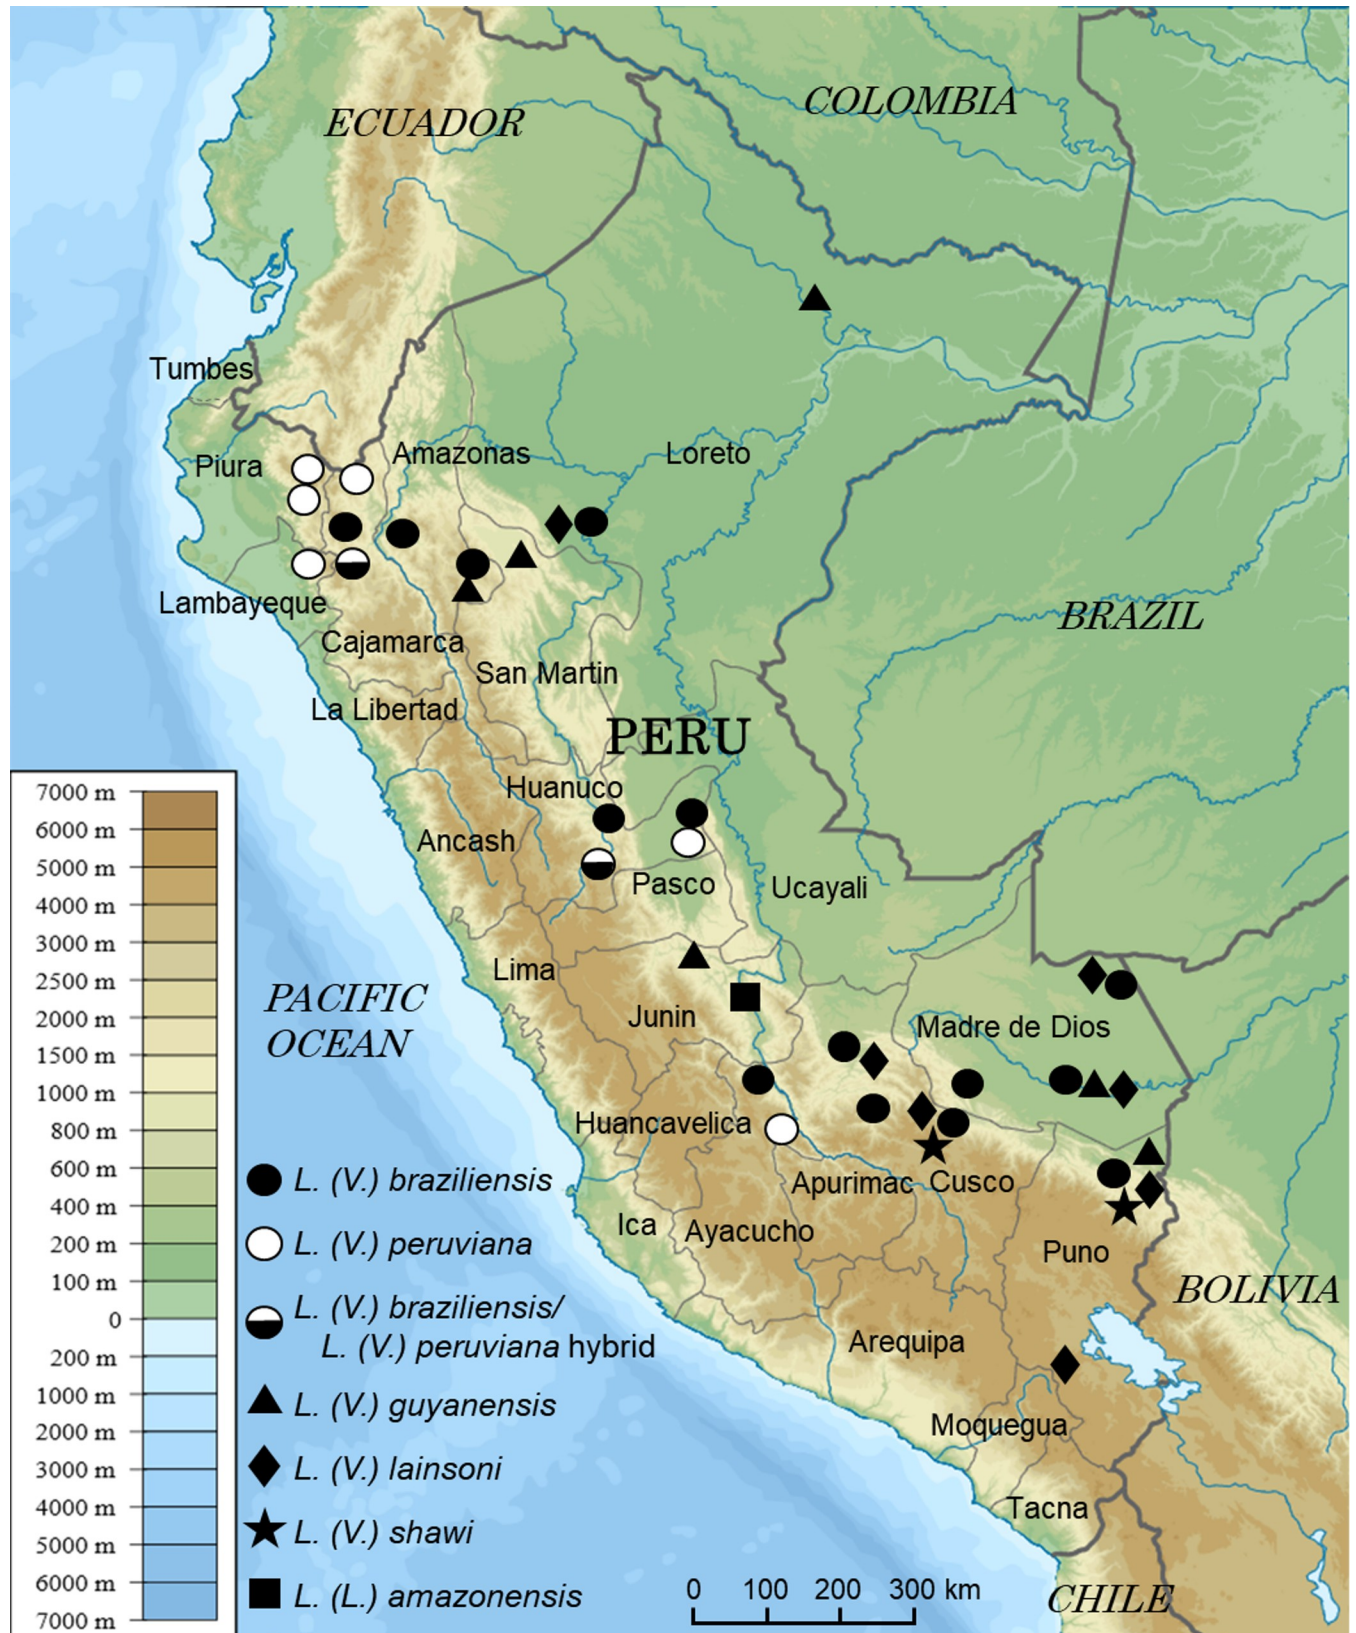 ECUADOR
COLOMBIA
Tumbes
Piura
Amazonas
Loreto
Lambayeque
Cajamarca
BRAZIL
San Martin
La Libertad
PERU
Huanuco
Ancash
Pasco
Ucayali
Lima
PACIFIC
OCEAN
Junin
Madre de Dios
Huancavelica
Apurimac
Cusco
Ica
Ayacucho
Puno
BOLIVIA
Arequipa
Moquegua
Tacna
CHILE
7000 m
6000 m
5000 m
4000 m
3000 m
2500 m
2000 m
1500 m
1000 m
800 m
600 m
400 m
200 m
100 m
0
200 m
1000 m
2000 m
3000 m
4000 m
5000 m
6000 m
7000 m
L. (V.) braziliensis
L. (V.) peruviana
L. (V.) braziliensis/
L. (V.) peruviana hybrid
L. (V.) guyanensis
L. (V.) lainsoni
L. (V.) shawi
L. (L.) amazonensis
0 100 200 300 km